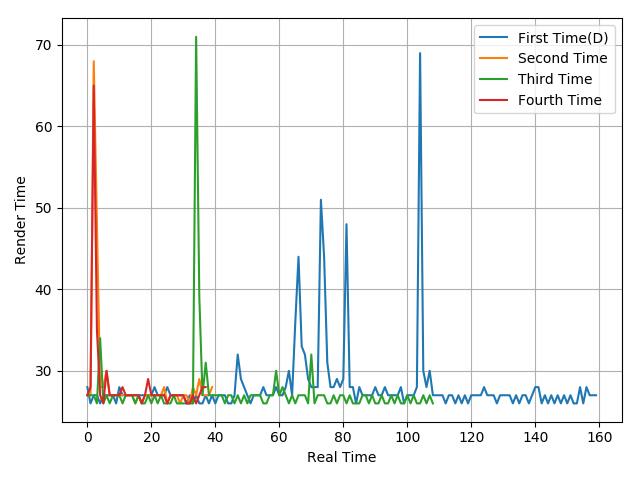 First Time(D)
Second Time
Third Time
Fourth Time
Render Time
70
60
50
40
30
0 20 40 60 80 100 120 140 160
Real Time